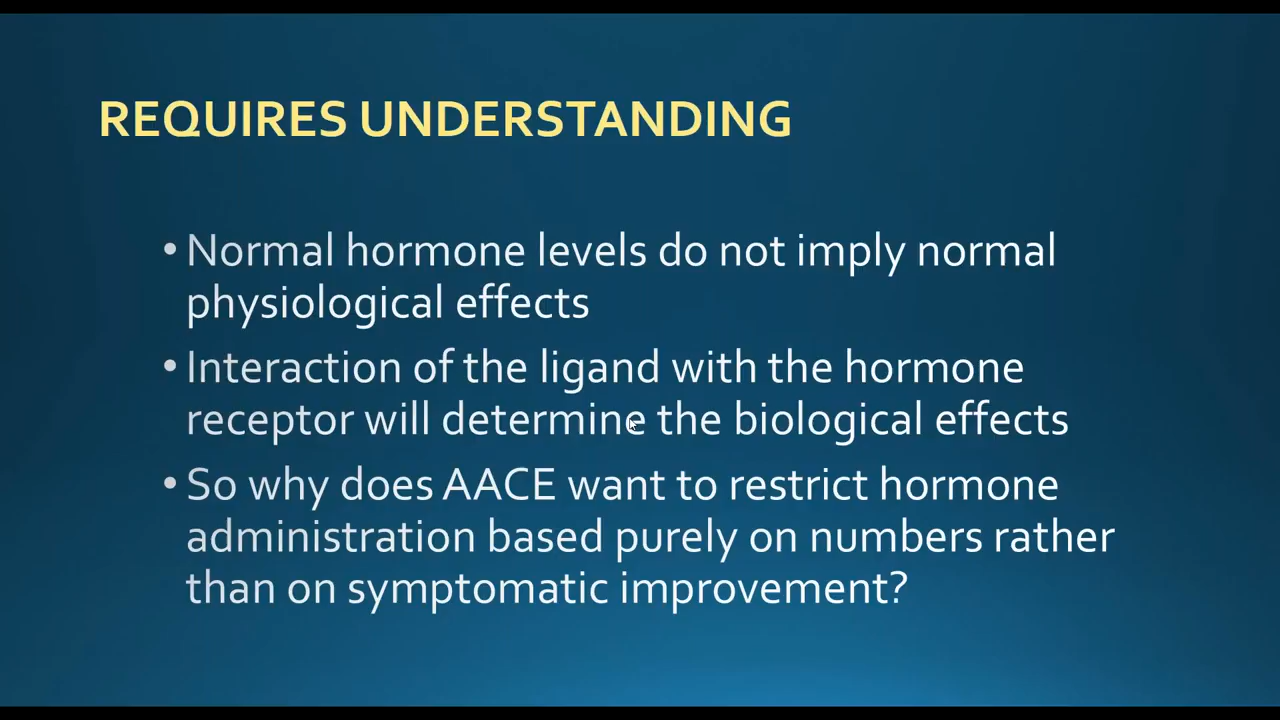 REQUIRES UNDERSTANDING
• Normal hormone levels do not imply normal
physiological effects
• Interaction of the ligand with the hormone
receptor will determine the biological effects
• So why does AACE want to restrict hormone
administration based purely on numbers rather
than on symptomatic improvement?